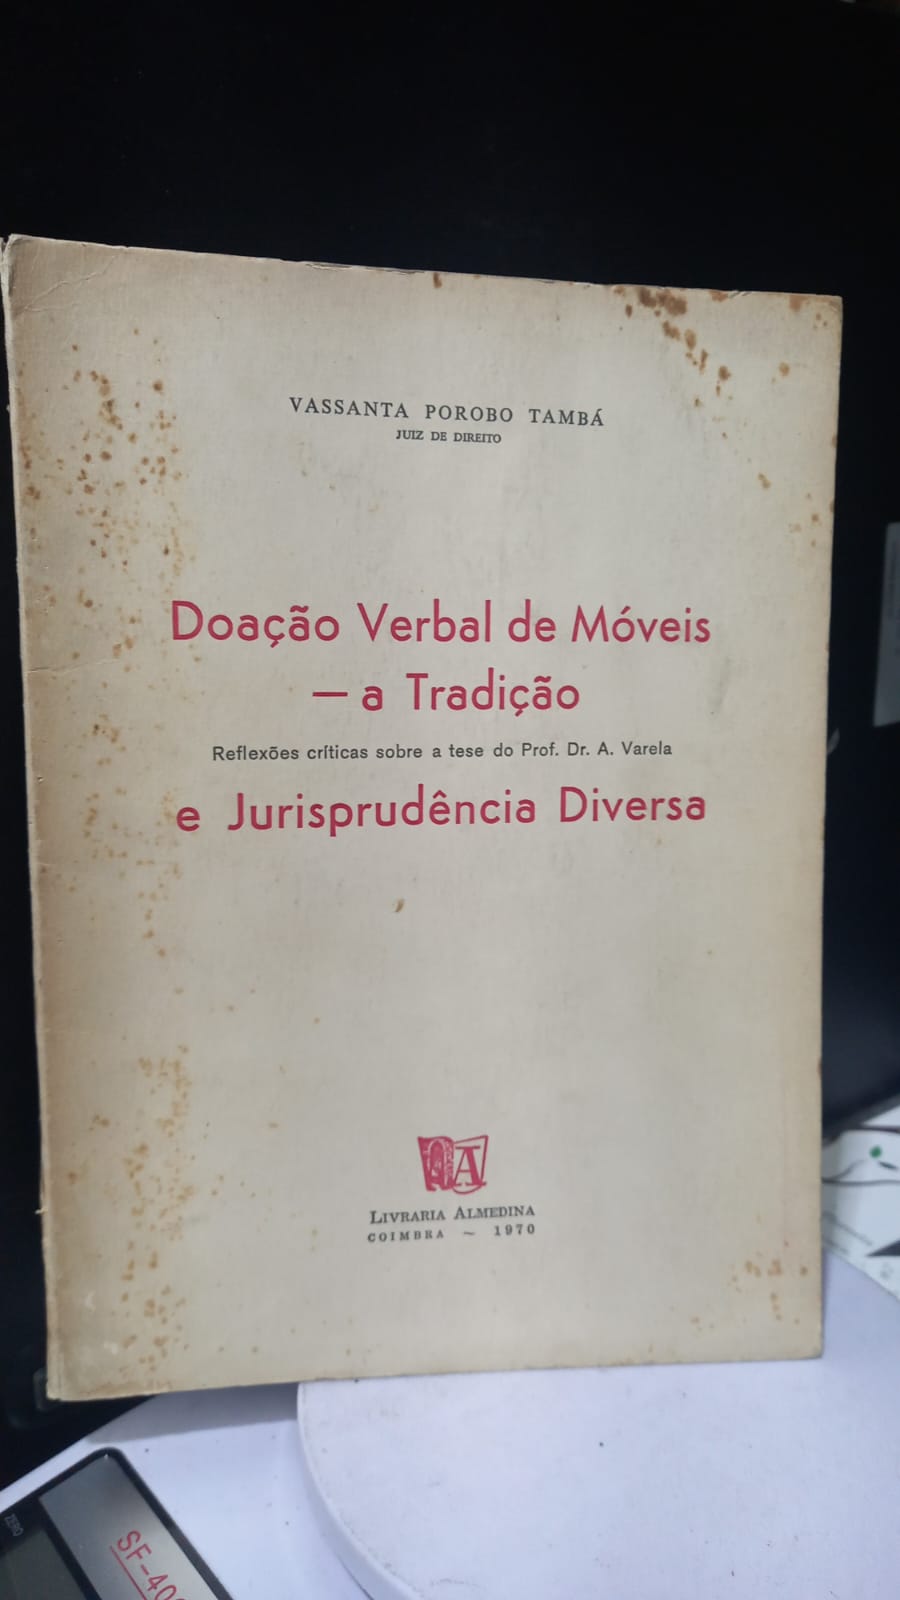 VASSANTA POROBO TAMBÁ
JUIZ DE DIREITO
Doação Verbal de Móveis
— a Tradição
Reflexões críticas sobre a tese do Prof. Dr. A. Varela
e Jurisprudência Diversa
LIVRARIA ALMEDINA
COIMBRA — 1970
ZERO